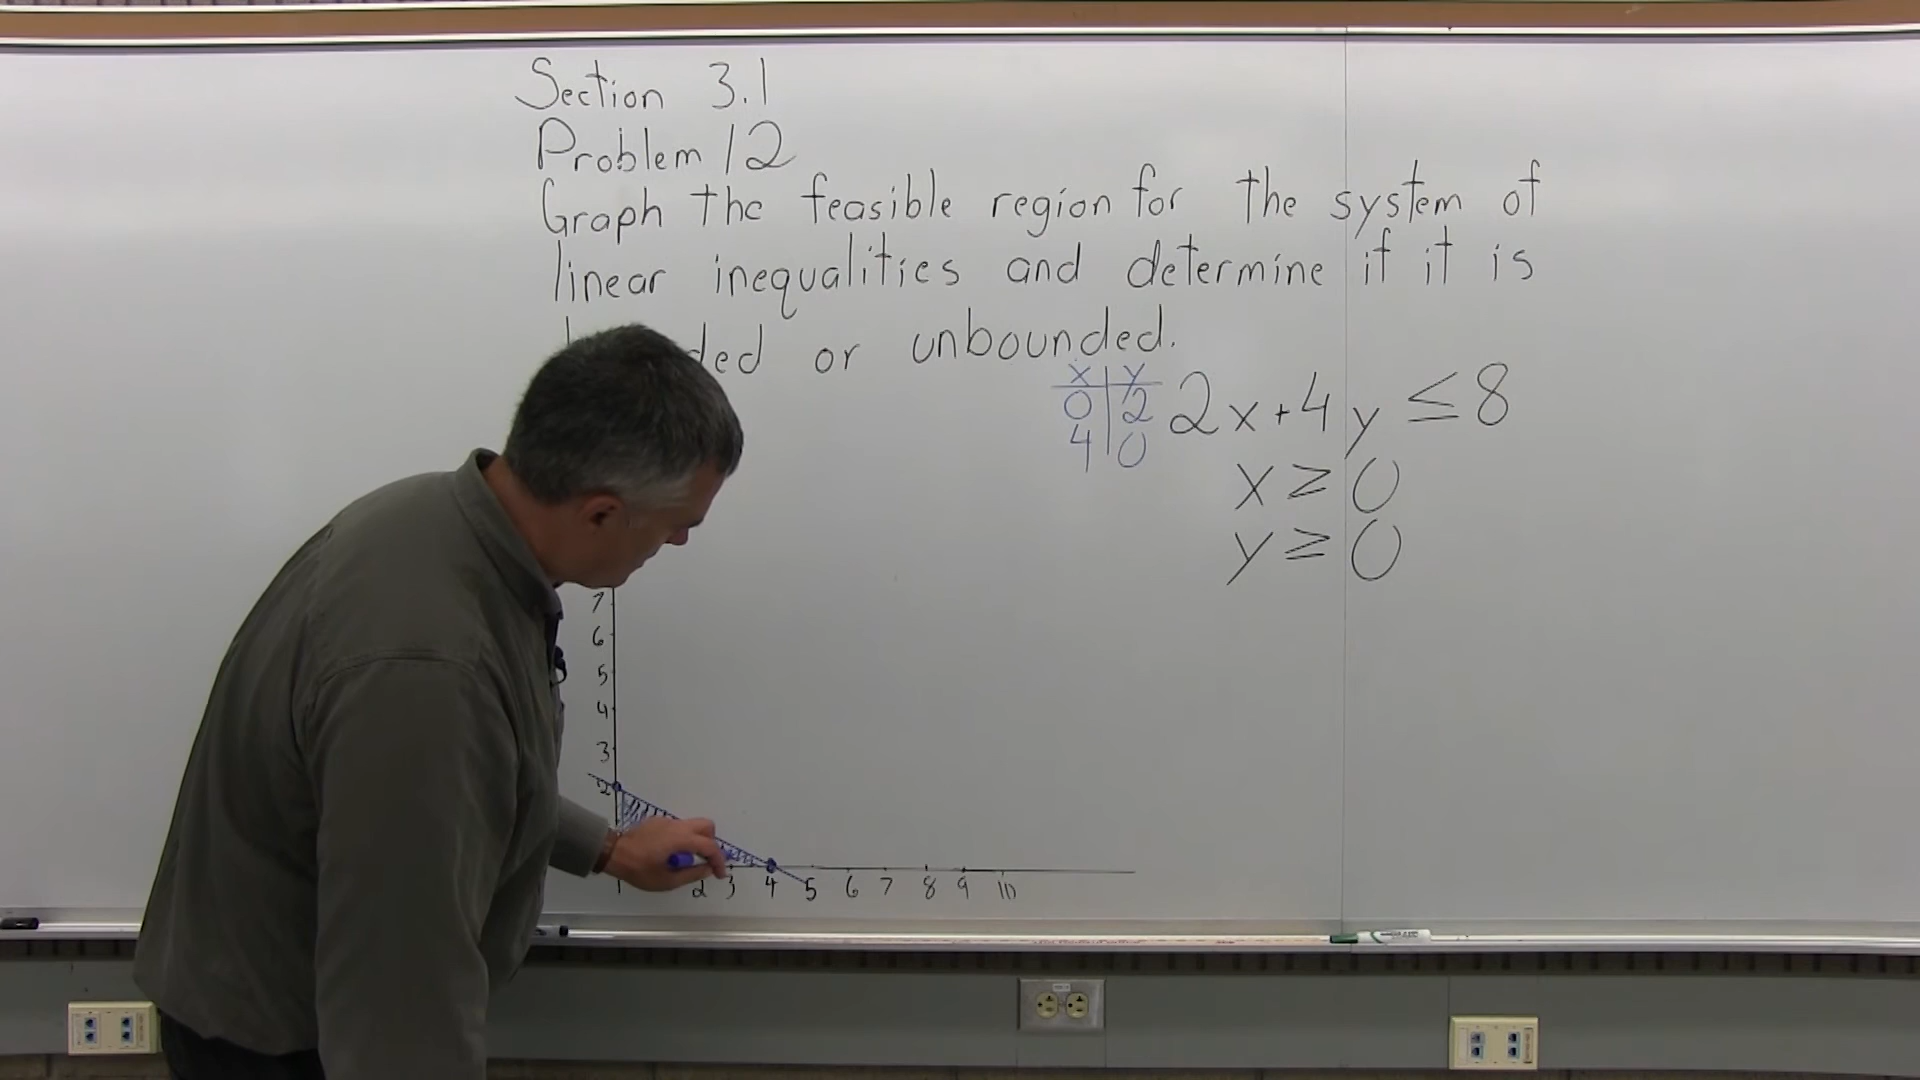 Section 3.1
Problem 12
Graph the feasible region for the system of
linear inequalities and determine if it is
or unbounded.
x y
0 2
4 0
2x+4y ≤ 8
x ≥ 0
y ≥ 0
7
6
5
4
3
2
1 2 3 4 5 6 7 8 9 10